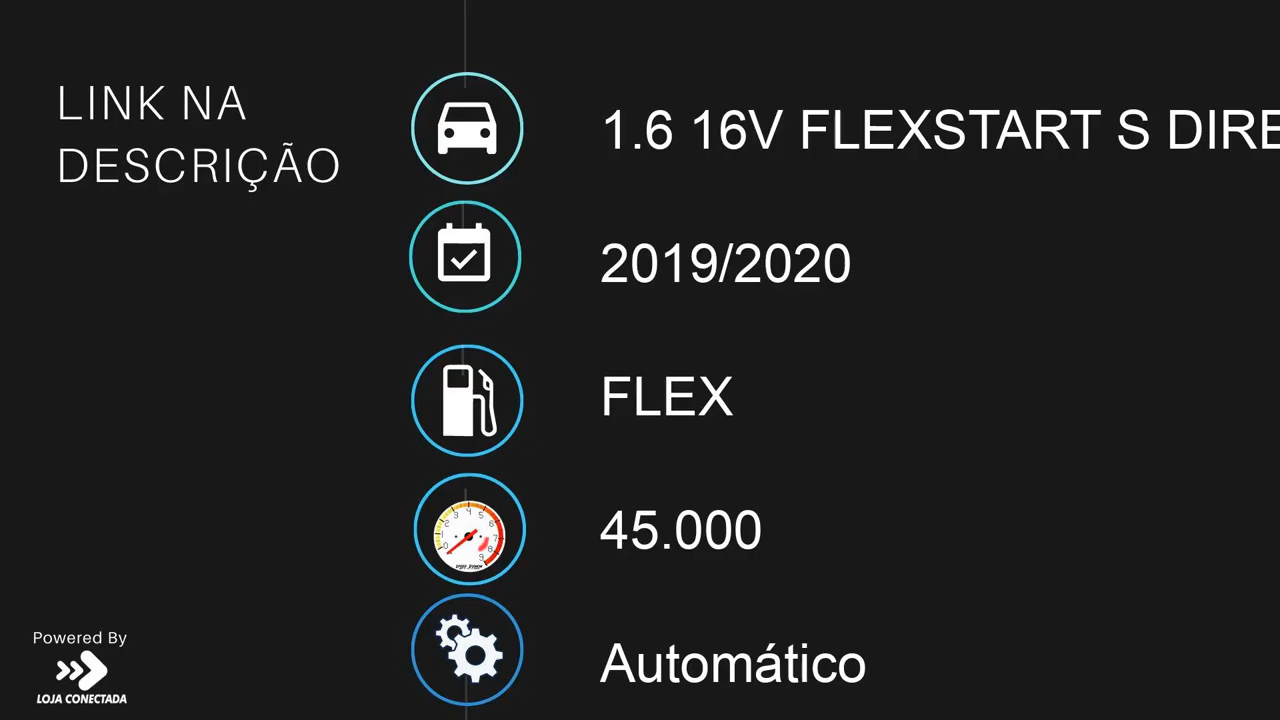 LINK NA
DESCRIÇÃO
1.6 16V FLEXSTART S DIRE
2019/2020
FLEX
45.000
Automático
Powered By
LOJA CONECTADA